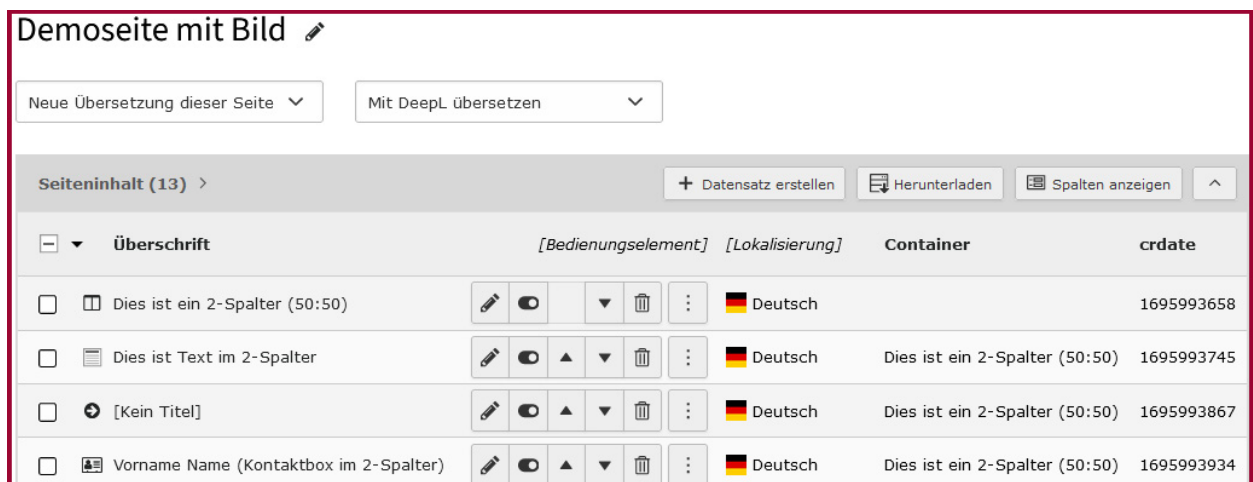 Demoseite mit Bild
Neue Übersetzung dieser Seite Mit DeepL übersetzen
Seiteninhalt (13) Datensatz erstellen Herunterladen Spalten anzeigen
Überschrift [Bedienungselement] [Lokalisierung] Container crdate
Dies ist ein 2-Spalter (50:50) Deutsch 1695993658
Dies ist Text im 2-Spalter Deutsch Dies ist ein 2-Spalter (50:50) 1695993745
[Kein Titel] Deutsch Dies ist ein 2-Spalter (50:50) 1695993867
Vorname Name (Kontaktbox im 2-Spalter) Deutsch Dies ist ein 2-Spalter (50:50) 1695993934